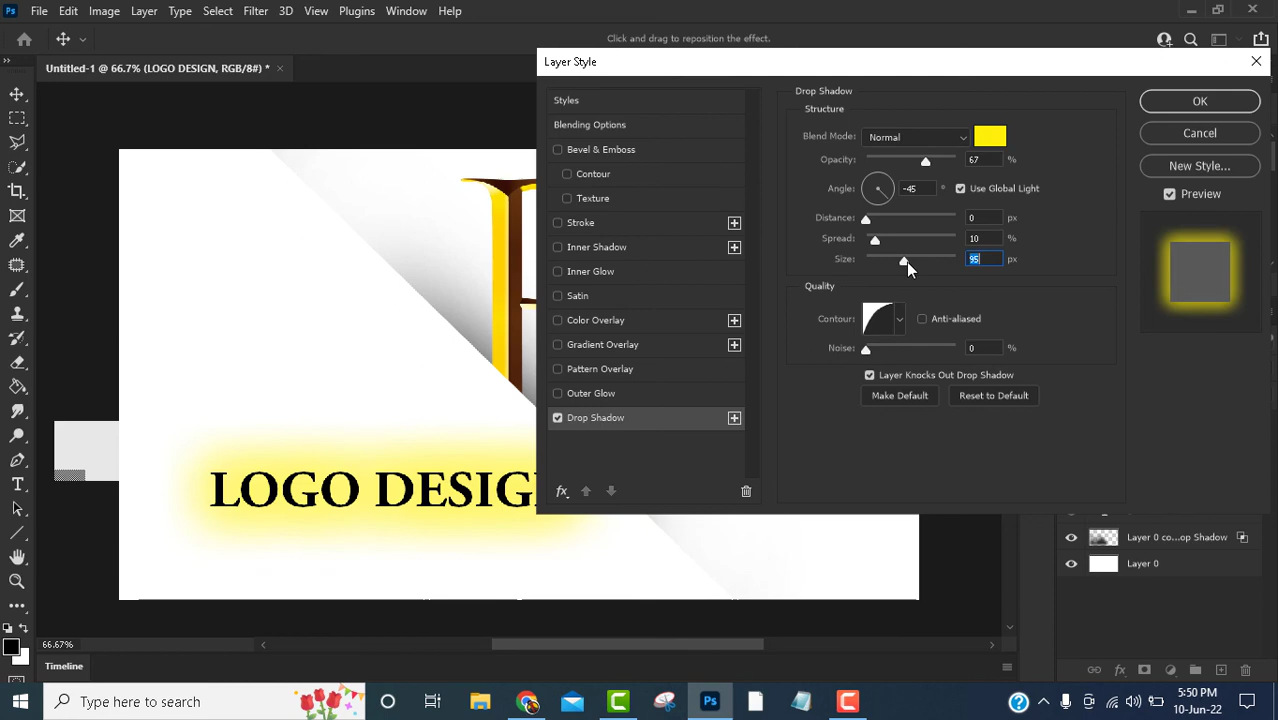 Ps File Edit Image Layer Type Select Filter 3D View Plugins Window Help
Click and drag to reposition the effect.
Untitled-1 @ 66.7% (LOGO DESIGN, RGB/8#) * ×
Layer Style
Styles
Blending Options
Bevel & Emboss
Contour
Texture
Stroke
Inner Shadow
Inner Glow
Satin
Color Overlay
Gradient Overlay
Pattern Overlay
Outer Glow
Drop Shadow
fx
Drop Shadow
Structure
Blend Mode: Normal
Opacity: 67 %
Angle: -45 ° Use Global Light
Distance: 0 px
Spread: 10 %
Size: 95 px
Quality
Contour: Anti-aliased
Noise: 0 %
Layer Knocks Out Drop Shadow
Make Default Reset to Default
OK
Cancel
New Style...
Preview
LOGO DESIG
Layer 0 co...op Shadow
Layer 0
66.67%
Timeline
fx
Type here to search
Ps
5:50 PM
10-Jun-22